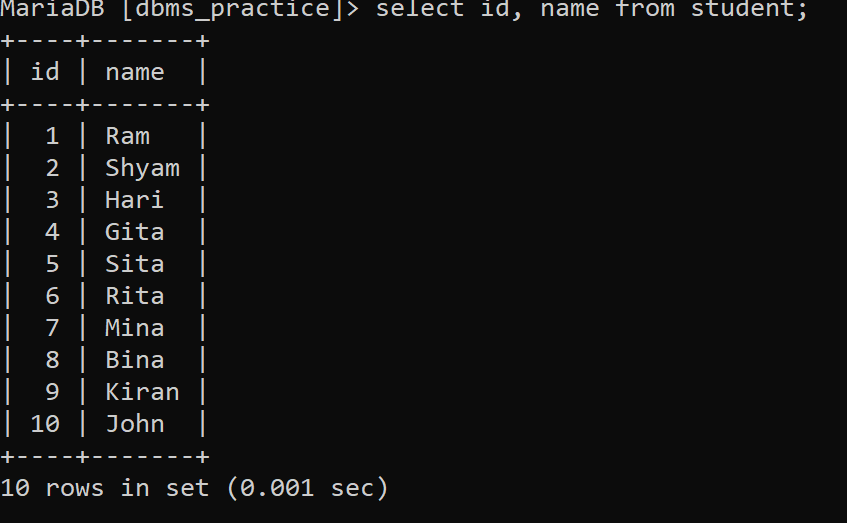 MariaDB [dbms_practice]> select id, name from student;
+----+-------+
| id | name  |
+----+-------+
|  1 | Ram   |
|  2 | Shyam |
|  3 | Hari  |
|  4 | Gita  |
|  5 | Sita  |
|  6 | Rita  |
|  7 | Mina  |
|  8 | Bina  |
|  9 | Kiran |
| 10 | John  |
+----+-------+
10 rows in set (0.001 sec)